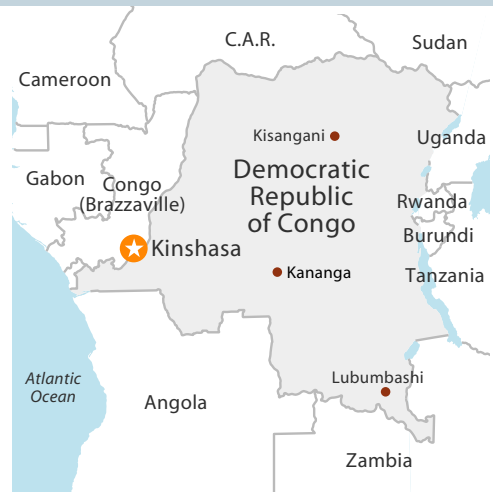 C.A.R.
Sudan
Cameroon
Kisangani
Uganda
Democratic
Republic
of Congo
Gabon
Congo
(Brazzaville)
Rwanda
Burundi
Kinshasa
Kananga
Tanzania
Atlantic
Ocean
Lubumbashi
Angola
Zambia